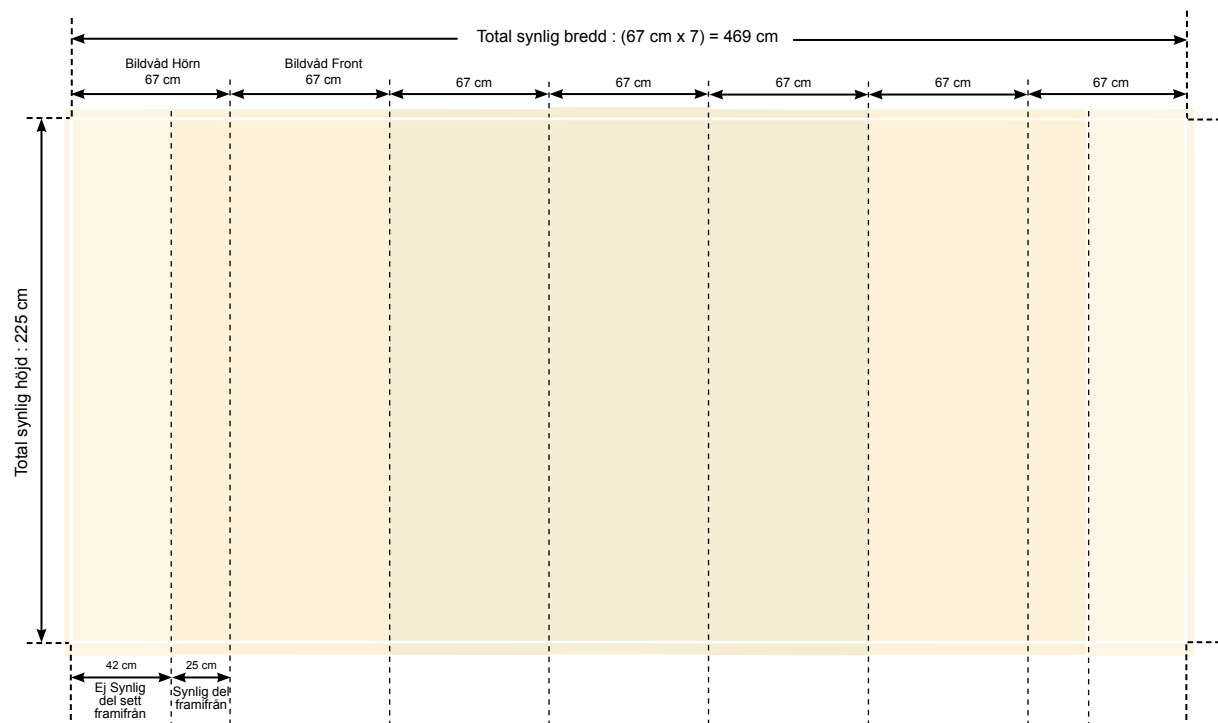 Total synlig bredd : (67 cm x 7) = 469 cm
Bildvåd Hörn
67 cm
Bildvåd Front
67 cm
67 cm
67 cm
67 cm
67 cm
67 cm
Total synlig höjd : 225 cm
42 cm
Ej Synlig
del sett
framifrån
25 cm
Synlig del
framifrån